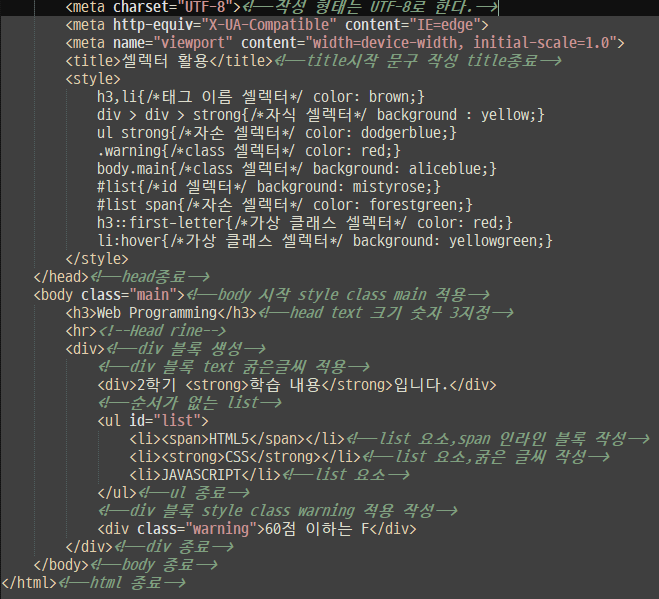 <meta charset="UTF-8"><!--작성 형태는 UTF-8로 한다.-->
<meta http-equiv="X-UA-Compatible" content="IE=edge">
<meta name="viewport" content="width=device-width, initial-scale=1.0">
<title>셀렉터 활용</title><!--title시작 문구 작성 title종료-->
<style>
h3,li{/*태그 이름 셀렉터*/ color: brown;}
div > div > strong{/*자식 셀렉터*/ background : yellow;}
ul strong{/*자손 셀렉터*/ color: dodgerblue;}
.warning{/*class 셀렉터*/ color: red;}
body.main{/*class 셀렉터*/ background: aliceblue;}
#list{/*id 셀렉터*/ background: mistyrose;}
#list span{/*자손 셀렉터*/ color: forestgreen;}
h3::first-letter{/*가상 클래스 셀렉터*/ color: red;}
li:hover{/*가상 클래스 셀렉터*/ background: yellowgreen;}
</style>
</head><!--head종료-->
<body class="main"><!--body 시작 style class main 적용-->
<h3>Web Programming</h3><!--head text 크기 숫자 3지정-->
<hr><!--Head rine-->
<div><!--div 블록 생성-->
<!--div 블록 text 굵은글씨 적용-->
<div>2학기 <strong>학습 내용</strong>입니다.</div>
<!--순서가 없는 list-->
<ul id="list">
<li><span>HTML5</span></li><!--list 요소,span 인라인 블록 작성-->
<li><strong>CSS</strong></li><!--list 요소,굵은 글씨 작성-->
<li>JAVASCRIPT</li><!--list 요소-->
</ul><!--ul 종료-->
<!--div 블록 style class warning 적용 작성-->
<div class="warning">60점 이하는 F</div>
</div><!--div 종료-->
</body><!--body 종료-->
</html><!--html 종료-->